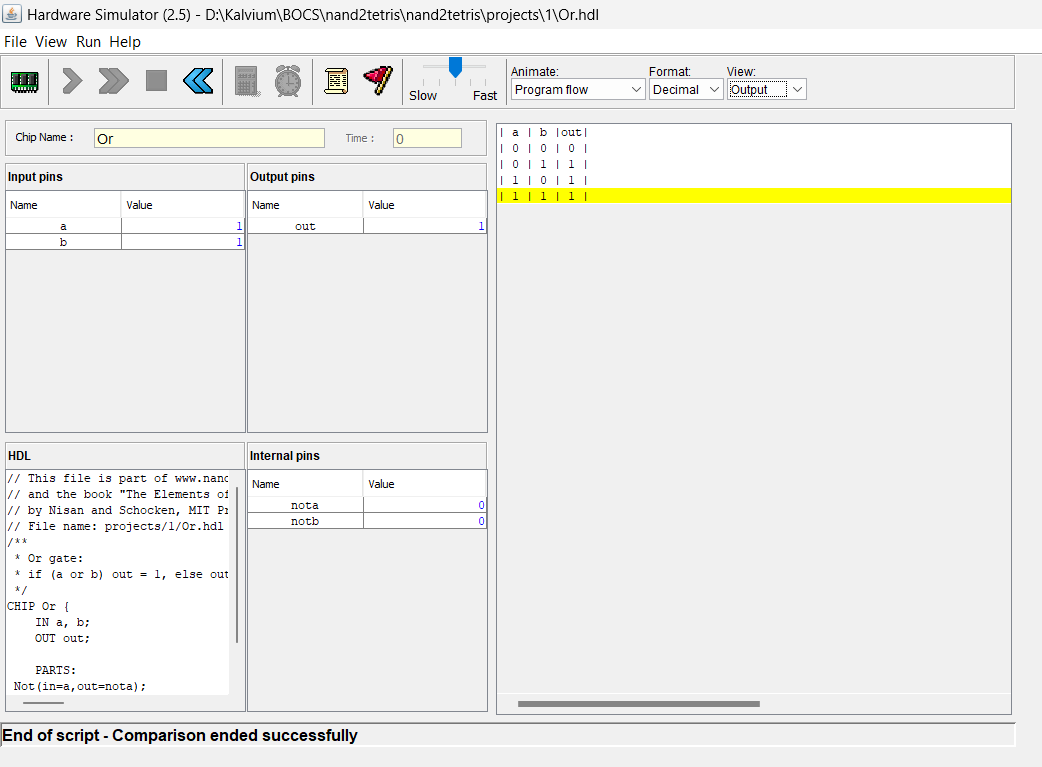 Hardware Simulator (2.5) - D:\Kalvium\BOCS\nand2tetris\nand2tetris\projects\1\Or.hdl
File View Run Help
Slow Fast
Animate: Format: View:
Program flow Decimal Output
Chip Name : Or Time : 0
Input pins
Name Value
a 1
b 1
Output pins
Name Value
out 1
HDL
// This file is part of www.nand
// and the book "The Elements of
// by Nisan and Schocken, MIT Pr
// File name: projects/1/Or.hdl
/**
* Or gate:
* if (a or b) out = 1, else out
*/
CHIP Or {
IN a, b;
OUT out;
PARTS:
Not(in=a,out=nota);
Internal pins
Name Value
nota 0
notb 0
| a | b |out|
| 0 | 0 | 0 |
| 0 | 1 | 1 |
| 1 | 0 | 1 |
| 1 | 1 | 1 |
End of script - Comparison ended successfully